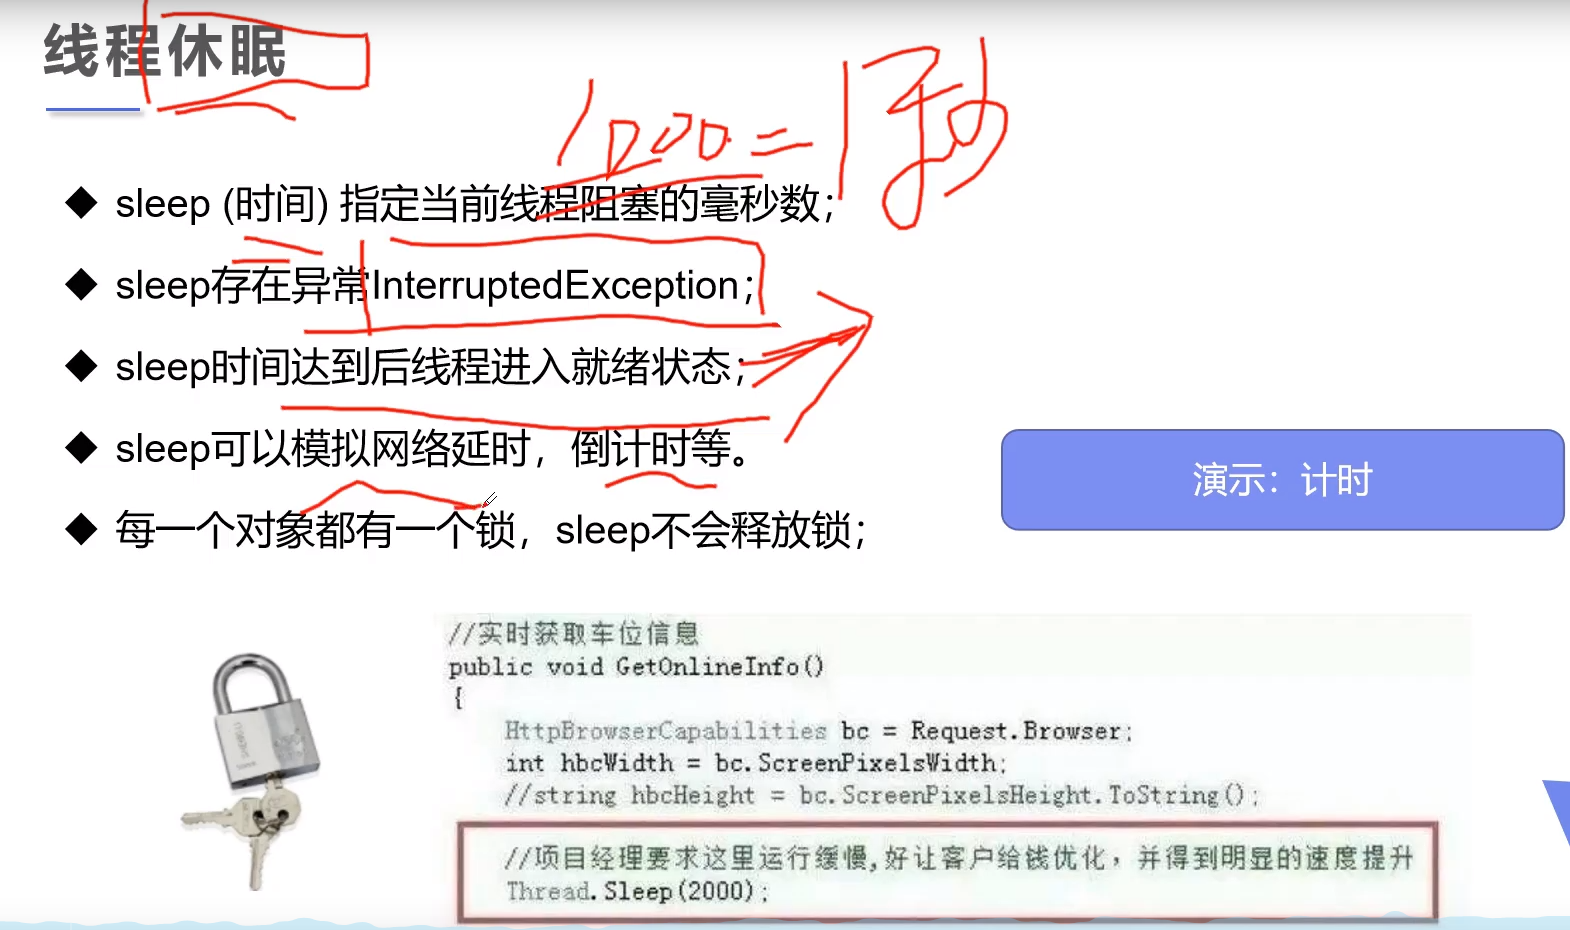 线程休眠
1000=1秒
sleep (时间) 指定当前线程阻塞的毫秒数；
sleep存在异常InterruptedException；
sleep时间达到后线程进入就绪状态；
sleep可以模拟网络延时，倒计时等。
每一个对象都有一个锁，sleep不会释放锁；
演示：计时
//实时获取车位信息
public void GetOnlineInfo()
{
HttpBrowserCapabilities bc = Request.Browser;
int hbcWidth = bc.ScreenPixelsWidth;
//string hbcHeight = bc.ScreenPixelsHeight.ToString();
//项目经理要求这里运行缓慢,好让客户给钱优化，并得到明显的速度提升
Thread.Sleep(2000);